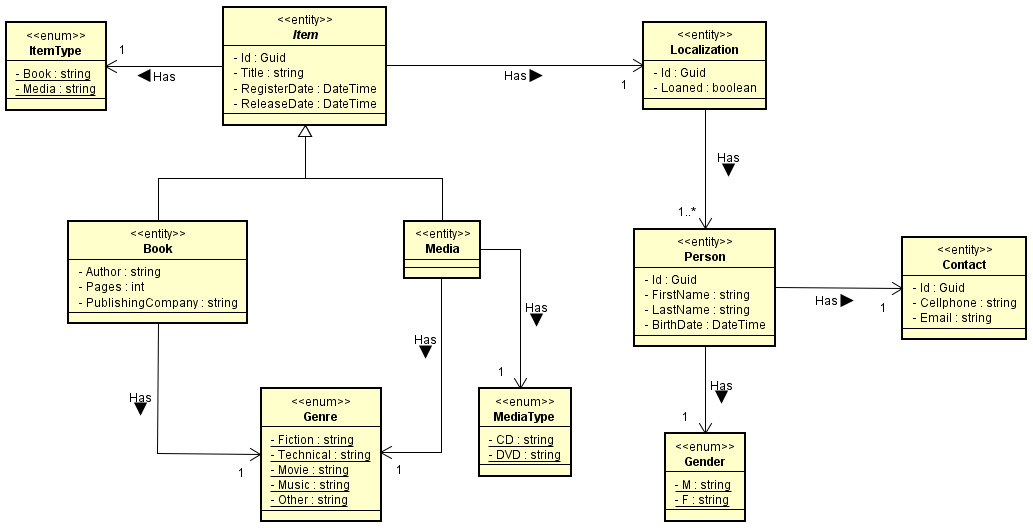 <<enum>>
ItemType
- Book : string
- Media : string
1
Has
<<entity>>
Item
- Id : Guid
- Title : string
- RegisterDate : DateTime
- ReleaseDate : DateTime
Has
1
<<entity>>
Localization
- Id : Guid
- Loaned : boolean
Has
1..*
<<entity>>
Book
- Author : string
- Pages : int
- PublishingCompany : string
<<entity>>
Media
<<entity>>
Person
- Id : Guid
- FirstName : string
- LastName : string
- BirthDate : DateTime
Has
1
<<entity>>
Contact
- Id : Guid
- Cellphone : string
- Email : string
Has
1
Has
1
Has
1
<<enum>>
Genre
- Fiction : string
- Technical : string
- Movie : string
- Music : string
- Other : string
<<enum>>
MediaType
- CD : string
- DVD : string
Has
1
<<enum>>
Gender
- M : string
- F : string